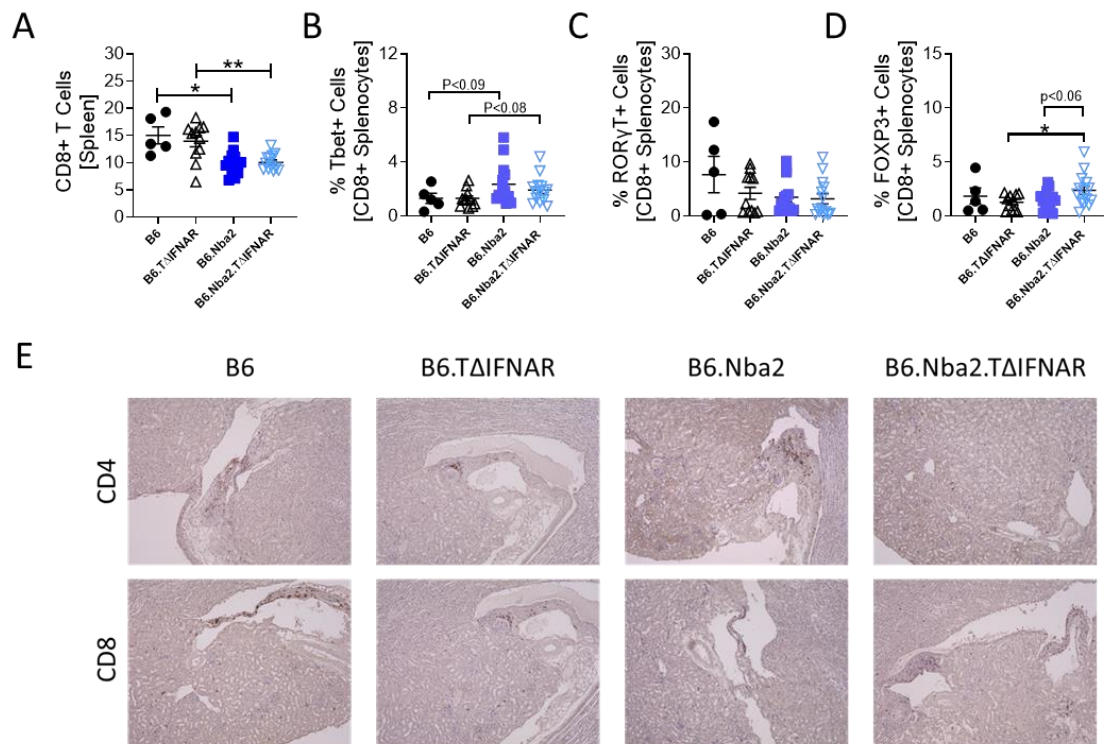 A
CD8+ T Cells
[Spleen]
30
25
20
15
10
5
0
**
*
B6
B6.TΔIFNAR
B6.Nba2
B6.Nba2.TΔIFNAR
B
% Tbet+ Cells
[CD8+ Splenocytes]
12
8
4
0
P<0.09
P<0.08
B6
B6.TΔIFNAR
B6.Nba2
B6.Nba2.TΔIFNAR
C
% RORγT+ Cells
[CD8+ Splenocytes]
30
20
10
0
B6
B6.TΔIFNAR
B6.Nba2
B6.Nba2.TΔIFNAR
D
% FOXP3+ Cells
[CD8+ Splenocytes]
15
10
5
0
p<0.06
*
B6
B6.TΔIFNAR
B6.Nba2
B6.Nba2.TΔIFNAR
E
B6
B6.TΔIFNAR
B6.Nba2
B6.Nba2.TΔIFNAR
CD4
CD8